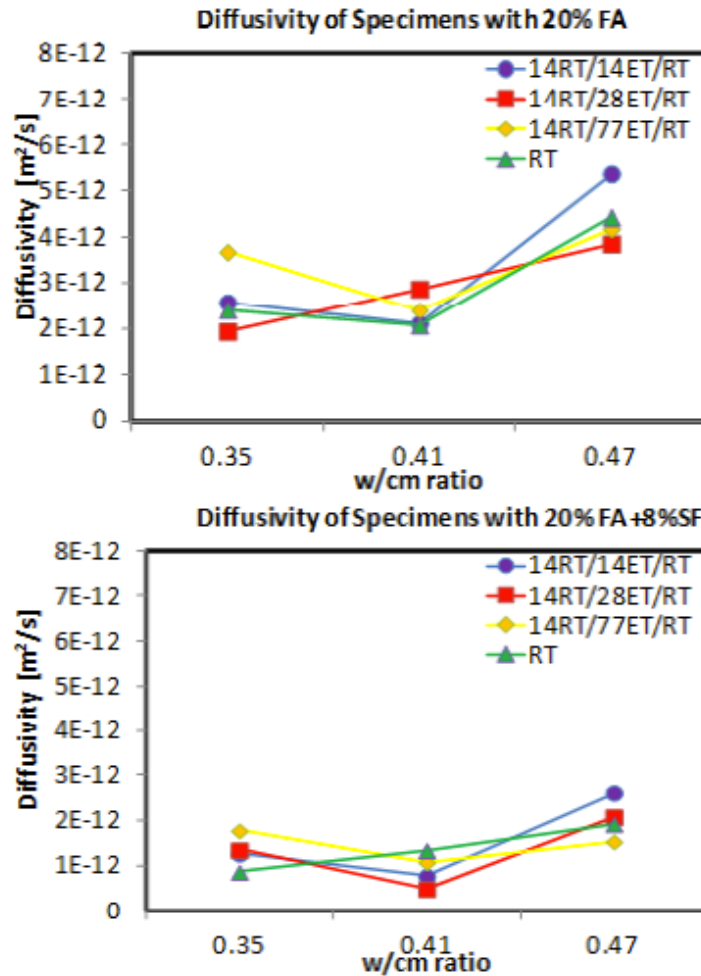 Diffusivity of Specimens with 20% FA
8E-12
7E-12
6E-12
5E-12
4E-12
3E-12
2E-12
1E-12
0
Diffusivity [m²/s]
14RT/14ET/RT
14RT/28ET/RT
14RT/77ET/RT
RT
0.35 0.41 0.47
w/cm ratio
Diffusivity of Specimens with 20% FA+8%SF
8E-12
7E-12
6E-12
5E-12
4E-12
3E-12
2E-12
1E-12
0
Diffusivity [m²/s]
14RT/14ET/RT
14RT/28ET/RT
14RT/77ET/RT
RT
0.35 0.41 0.47
w/cm ratio